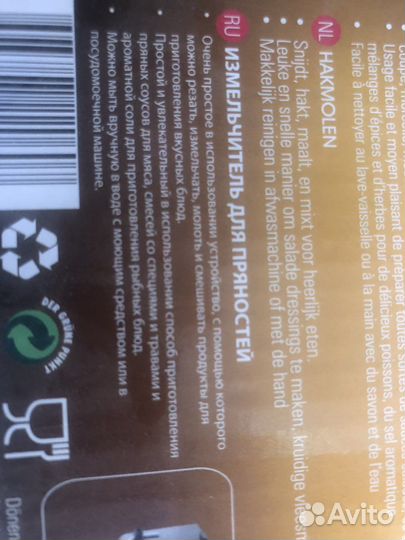 Coupe,
Usage facile et moyen plaisant de préparer toutes sortes de
mélanges d'épices et d'herbes pour de délicieux poissons, du sel aromatique
• Facile à nettoyer au lave-vaisselle ou à la main avec du savon et de l'eau
NL HAKMOLEN
• Snijdt, hakt, maalt, en mixt voor heerlijk eten.
• Leuke en snelle manier om salade dressings te maken, kruidige
• Makkelijk reinigen in afwasmachine of met de hand
RU ИЗМЕЛЬЧИТЕЛЬ ДЛЯ ПРЯНОСТЕЙ
• Очень простое в использовании устройство, с помощью которого
можно резать, измельчать, молоть и смешивать продукты для
приготовления вкусных блюд.
• Простой и увлекательный в использовании способ приготовления
пряных соусов для мяса, смесей со специями и травами и
ароматной соли для приготовления рыбных блюд.
• Можно мыть вручную в воде с моющим средством или в
посудомоечной машине.
DER GRÜNE PUNKT
Dönen
Avito